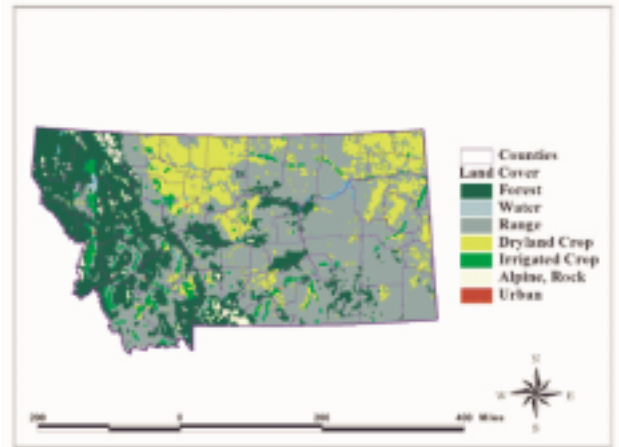 Counties
Land Cover
Forest
Water
Range
Dryland Crop
Irrigated Crop
Alpine, Rock
Urban
W E
S
200 0 200 400 Miles